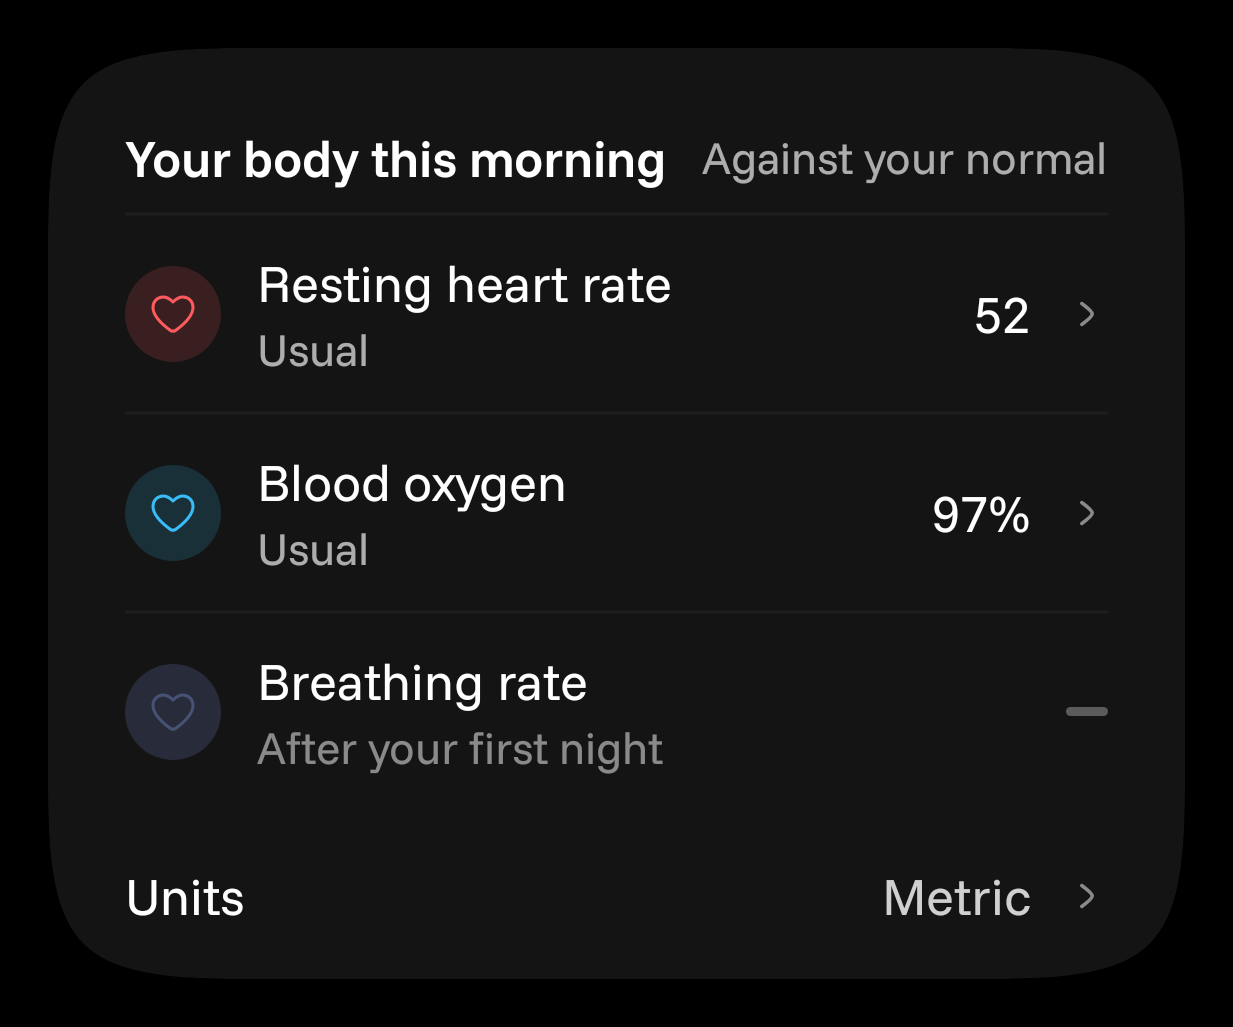 Your body this morning Against your normal
Resting heart rate
Usual
52
Blood oxygen
Usual
97%
Breathing rate
After your first night
Units Metric